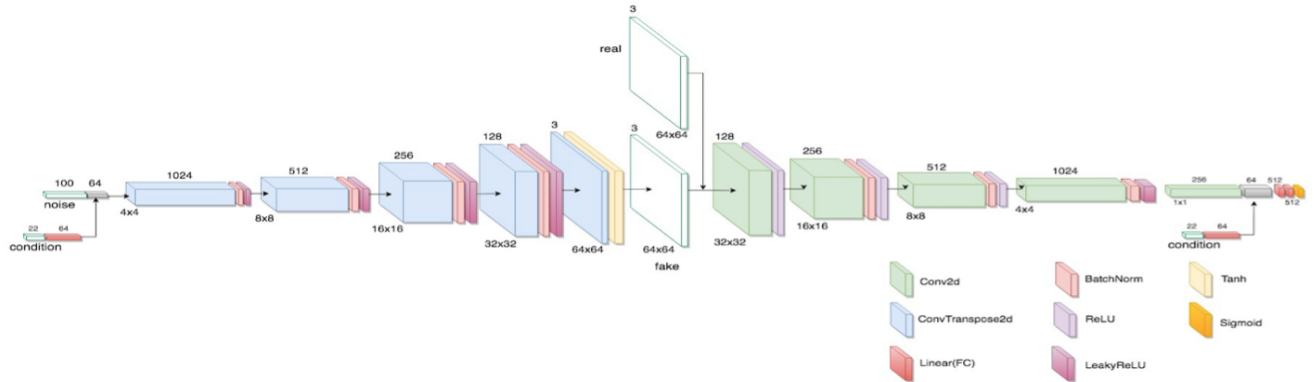 3
real
64x64
100 64
noise
22 64
condition
1024
4x4
512
8x8
256
16x16
128
32x32
3
64x64
3
64x64
fake
128
32x32
256
16x16
512
8x8
1024
4x4
256 64 512
1x1 512
22 64
condition
Conv2d BatchNorm Tanh
ConvTranspose2d ReLU Sigmoid
Linear(FC) LeakyReLU